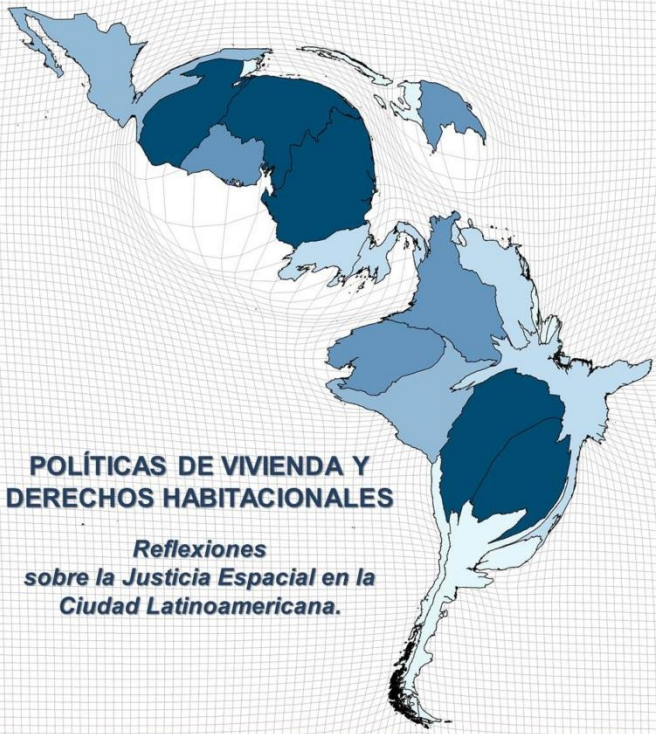 POLÍTICAS DE VIVIENDA Y
DERECHOS HABITACIONALES
Reflexiones
sobre la Justicia Espacial en la
Ciudad Latinoamericana.